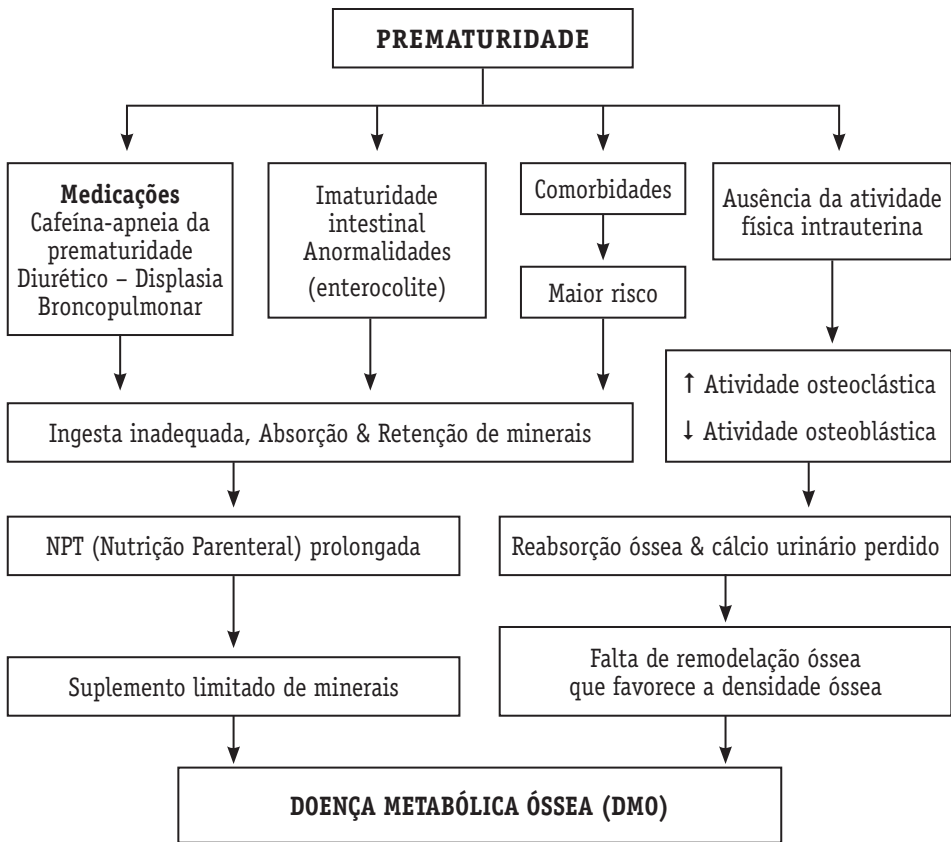 PREMATURIDADE
Medicações
Cafeína-apneia da
prematuridade
Diurético – Displasia
Broncopulmonar
Imaturidade
intestinal
Anormalidades
(enterocolite)
Comorbidades
Maior risco
Ausência da atividade
física intrauterina
↑ Atividade osteoclástica
↓ Atividade osteoblástica
Ingesta inadequada, Absorção & Retenção de minerais
NPT (Nutrição Parenteral) prolongada
Reabsorção óssea & cálcio urinário perdido
Suplemento limitado de minerais
Falta de remodelação óssea
que favorece a densidade óssea
DOENÇA METABÓLICA ÓSSEA (DMO)